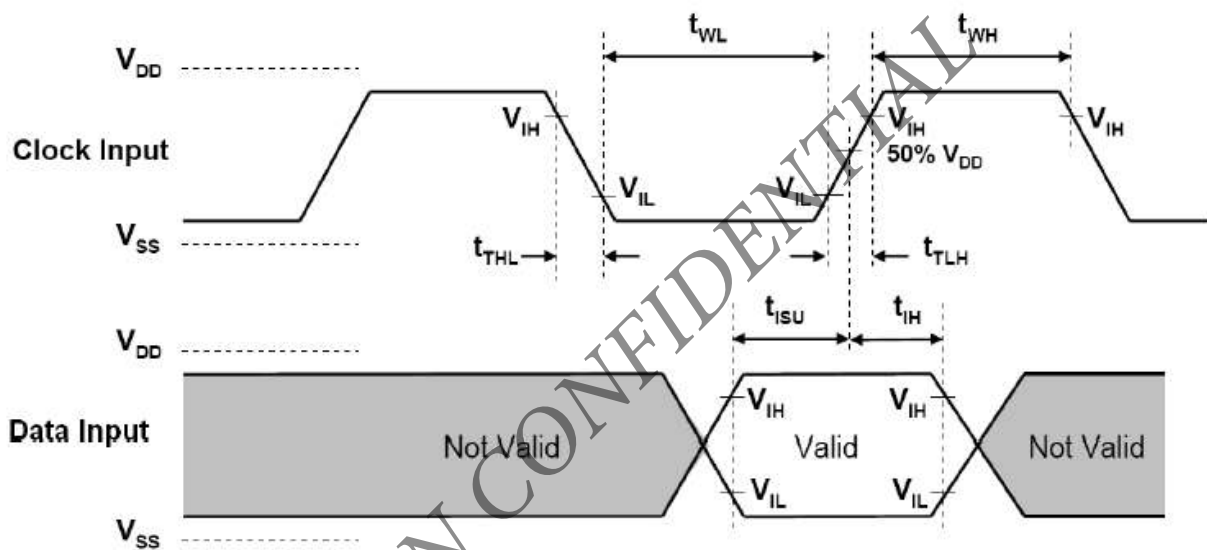 t_WL t_WH
V_DD
V_IH V_IH V_IH
Clock Input 50% V_DD
V_IL V_IL
V_SS
t_THL t_TLH
t_ISU t_IH
V_DD
V_IH V_IH
Data Input Not Valid Valid Not Valid
V_IL V_IL
V_SS
N CONFIDENTIAL